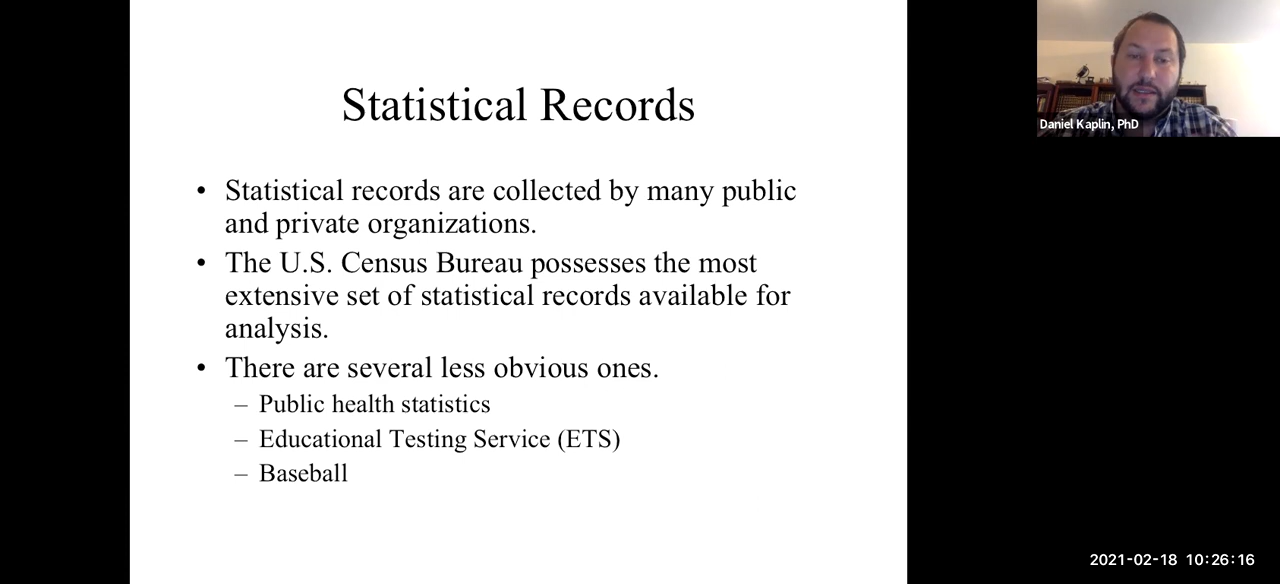 Statistical Records
• Statistical records are collected by many public
and private organizations.
• The U.S. Census Bureau possesses the most
extensive set of statistical records available for
analysis.
• There are several less obvious ones.
– Public health statistics
– Educational Testing Service (ETS)
– Baseball
Daniel Kaplin, PhD
2021-02-18 10:26:16